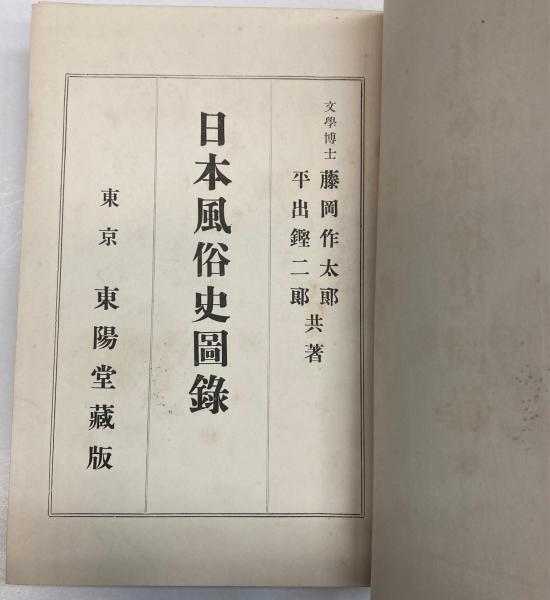 文學博士 藤岡作太郎
平出鏗二郎 共著
日本風俗史圖錄
東京 東陽堂藏版